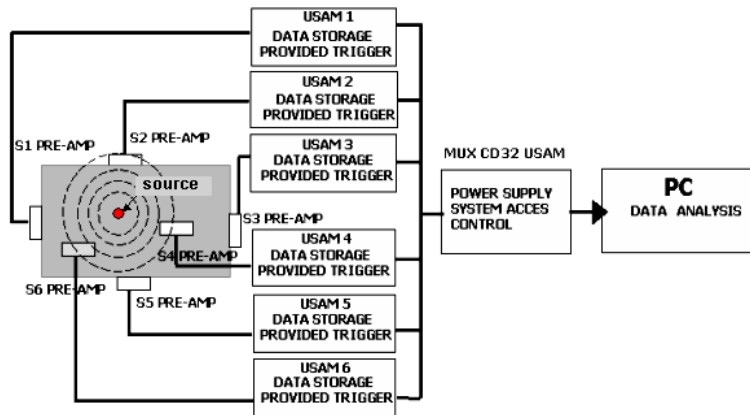 USAM 1
DATA STORAGE
PROVIDED TRIGGER
USAM 2
DATA STORAGE
PROVIDED TRIGGER
USAM 3
DATA STORAGE
PROVIDED TRIGGER
USAM 4
DATA STORAGE
PROVIDED TRIGGER
USAM 5
DATA STORAGE
PROVIDED TRIGGER
USAM 6
DATA STORAGE
PROVIDED TRIGGER
S1 PRE-AMP
S2 PRE-AMP
source
S3 PRE-AMP
S4 PRE-AMP
S6 PRE-AMP
S5 PRE-AMP
MUX CD32 USAM
POWER SUPPLY
SYSTEM ACCES
CONTROL
PC
DATA ANALYSIS